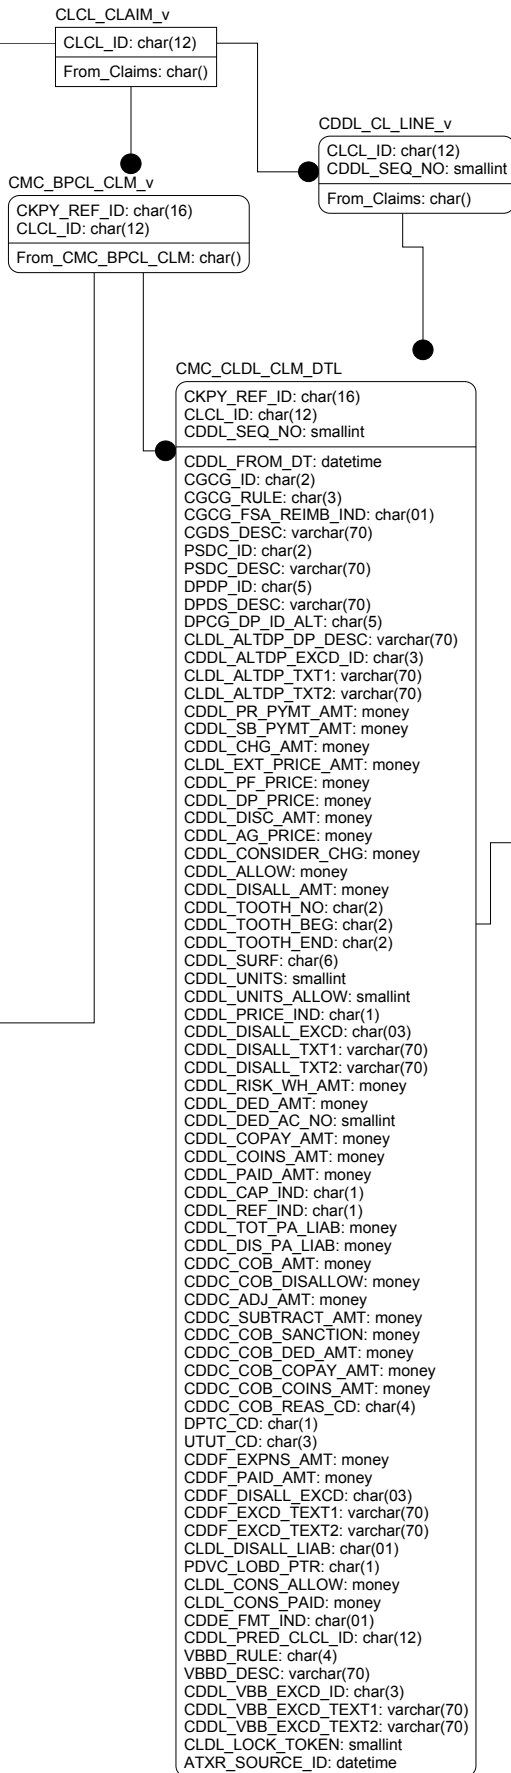 CLCL_CLAIM_v
CLCL_ID: char(12)
From_Claims: char()
CDDL_CL_LINE_v
CLCL_ID: char(12)
CDDL_SEQ_NO: smallint
From_Claims: char()
CMC_BPCL_CLM_v
CKPY_REF_ID: char(16)
CLCL_ID: char(12)
From_CMC_BPCL_CLM: char()
CMC_CLDL_CLM_DTL
CKPY_REF_ID: char(16)
CLCL_ID: char(12)
CDDL_SEQ_NO: smallint
CDDL_FROM_DT: datetime
CGCG_ID: char(2)
CGCG_RULE: char(3)
CGCG_FSA_REIMB_IND: char(01)
CGDS_DESC: varchar(70)
PSDC_ID: char(2)
PSDC_DESC: varchar(70)
DPDP_ID: char(5)
DPDS_DESC: varchar(70)
DPCG_DP_ID_ALT: char(5)
CLDL_ALTDP_DP_DESC: varchar(70)
CDDL_ALTDP_EXCD_ID: char(3)
CLDL_ALTDP_TXT1: varchar(70)
CLDL_ALTDP_TXT2: varchar(70)
CDDL_PR_PYMT_AMT: money
CDDL_SB_PYMT_AMT: money
CDDL_CHG_AMT: money
CLDL_EXT_PRICE_AMT: money
CDDL_PF_PRICE: money
CDDL_DP_PRICE: money
CDDL_DISC_AMT: money
CDDL_AG_PRICE: money
CDDL_CONSIDER_CHG: money
CDDL_ALLOW: money
CDDL_DISALL_AMT: money
CDDL_TOOTH_NO: char(2)
CDDL_TOOTH_BEG: char(2)
CDDL_TOOTH_END: char(2)
CDDL_SURF: char(6)
CDDL_UNITS: smallint
CDDL_UNITS_ALLOW: smallint
CDDL_PRICE_IND: char(1)
CDDL_DISALL_EXCD: char(03)
CDDL_DISALL_TXT1: varchar(70)
CDDL_DISALL_TXT2: varchar(70)
CDDL_RISK_WH_AMT: money
CDDL_DED_AMT: money
CDDL_DED_AC_NO: smallint
CDDL_COPAY_AMT: money
CDDL_COINS_AMT: money
CDDL_PAID_AMT: money
CDDL_CAP_IND: char(1)
CDDL_REF_IND: char(1)
CDDL_TOT_PA_LIAB: money
CDDL_DIS_PA_LIAB: money
CDDC_COB_AMT: money
CDDC_COB_DISALLOW: money
CDDC_ADJ_AMT: money
CDDC_SUBTRACT_AMT: money
CDDC_COB_SANCTION: money
CDDC_COB_DED_AMT: money
CDDC_COB_COPAY_AMT: money
CDDC_COB_COINS_AMT: money
CDDC_COB_REAS_CD: char(4)
DPTC_CD: char(1)
UTUT_CD: char(3)
CDDF_EXPNS_AMT: money
CDDF_PAID_AMT: money
CDDF_DISALL_EXCD: char(03)
CDDF_EXCD_TEXT1: varchar(70)
CDDF_EXCD_TEXT2: varchar(70)
CLDL_DISALL_LIAB: char(01)
PDVC_LOBD_PTR: char(1)
CLDL_CONS_ALLOW: money
CLDL_CONS_PAID: money
CDDE_FMT_IND: char(01)
CDDL_PRED_CLCL_ID: char(12)
VBBD_RULE: char(4)
VBBD_DESC: varchar(70)
CDDL_VBB_EXCD_ID: char(3)
CDDL_VBB_EXCD_TEXT1: varchar(70)
CDDL_VBB_EXCD_TEXT2: varchar(70)
CLDL_LOCK_TOKEN: smallint
ATXR_SOURCE_ID: datetime